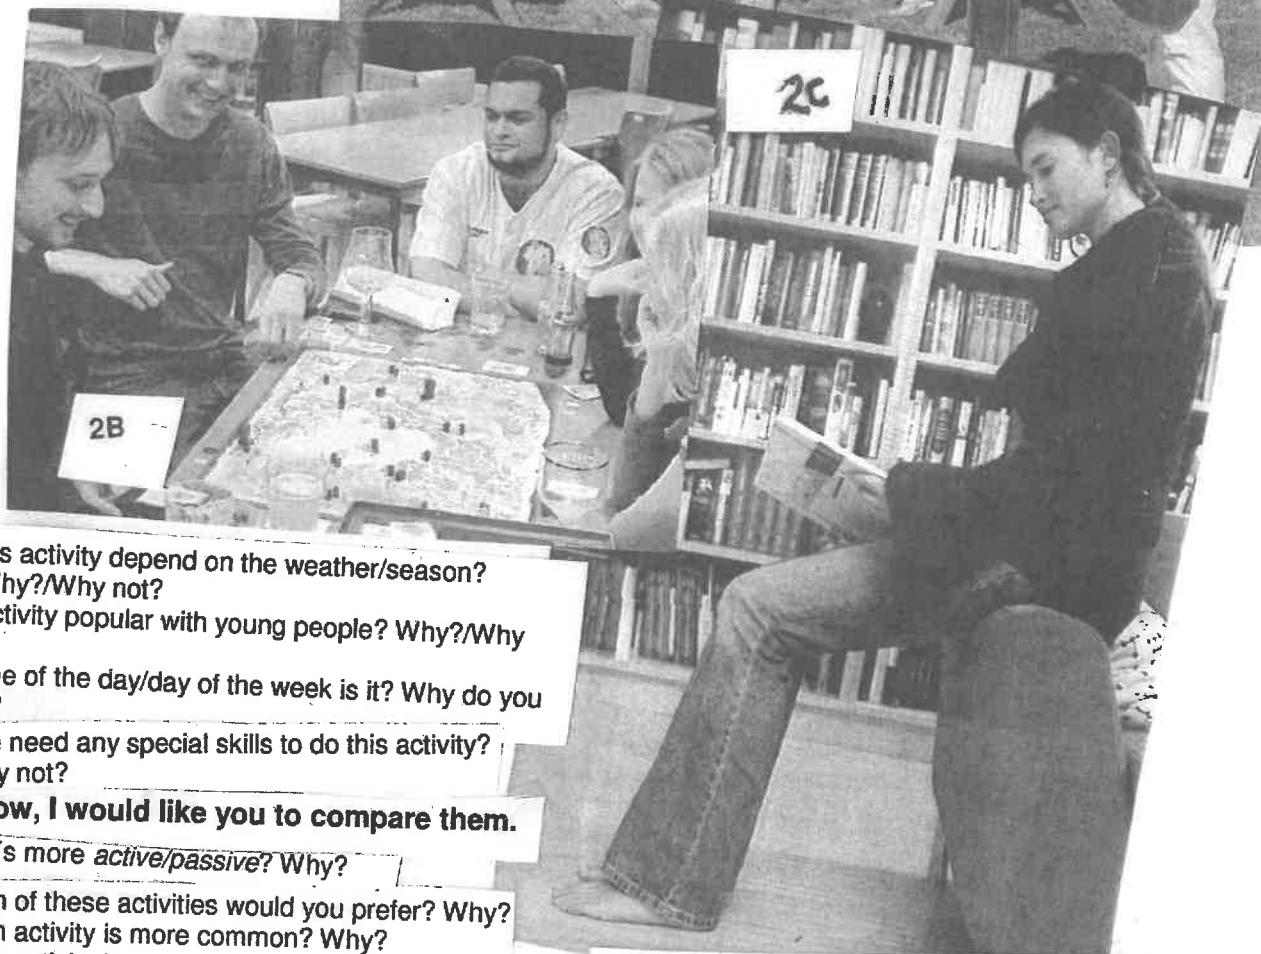 2C
2B
s activity depend on the weather/season?
hy?/Why not?
ctivity popular with young people? Why?/Why
e of the day/day of the week is it? Why do you
need any special skills to do this activity?
y not?
ow, I would like you to compare them.
's more active/passive? Why?
n of these activities would you prefer? Why?
n activity is more common? Why?